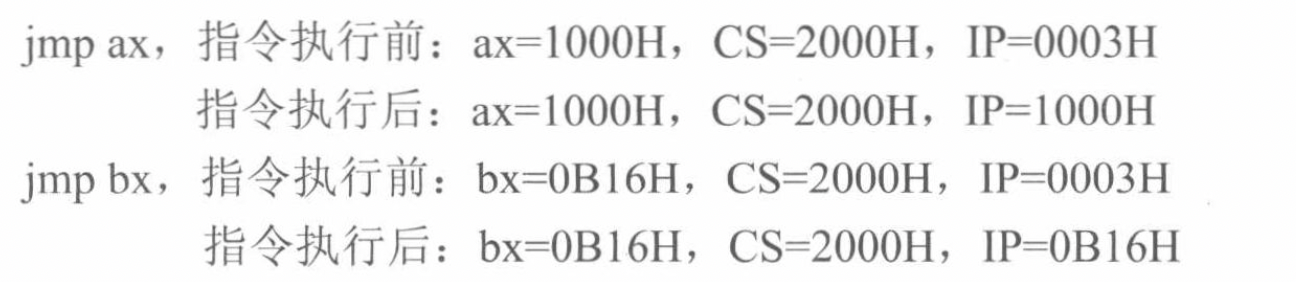 jmp ax，指令执行前：ax=1000H，CS=2000H，IP=0003H
指令执行后：ax=1000H，CS=2000H，IP=1000H
jmp bx，指令执行前：bx=0B16H，CS=2000H，IP=0003H
指令执行后：bx=0B16H，CS=2000H，IP=0B16H